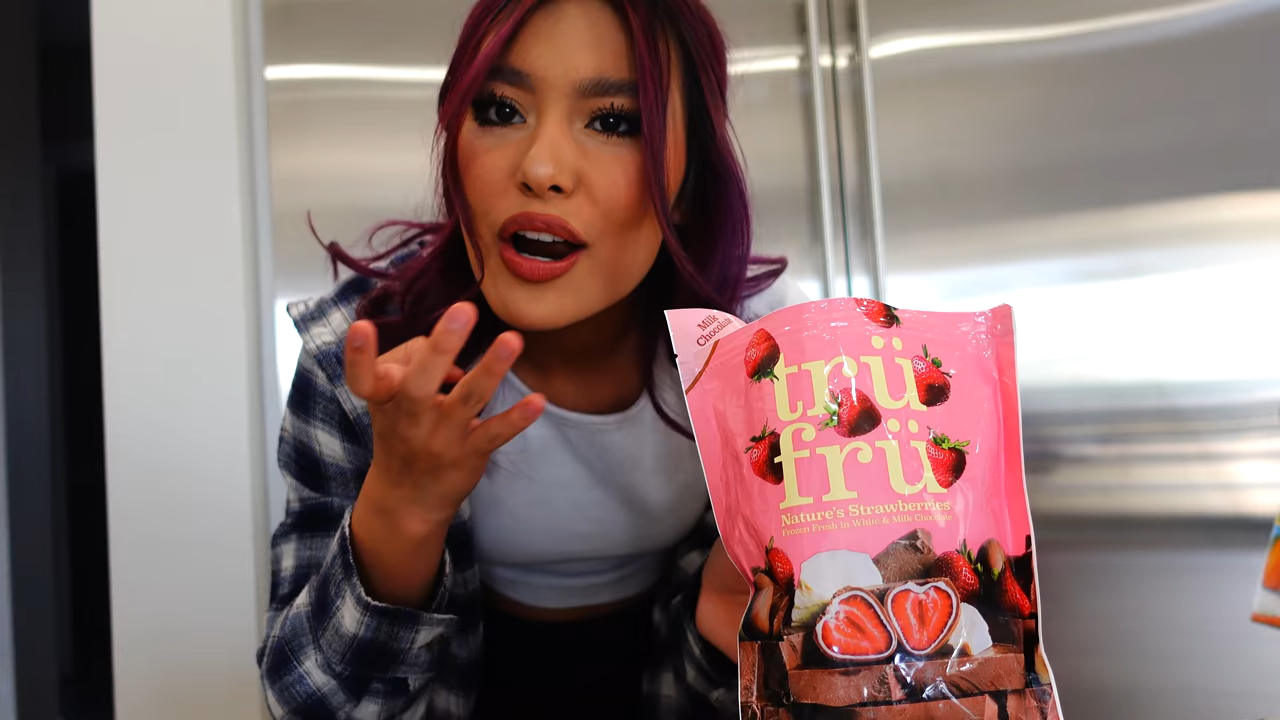 Milk
Chocolate
trü
frü
Nature's Strawberries
Frozen Fresh in White & Milk Chocolate